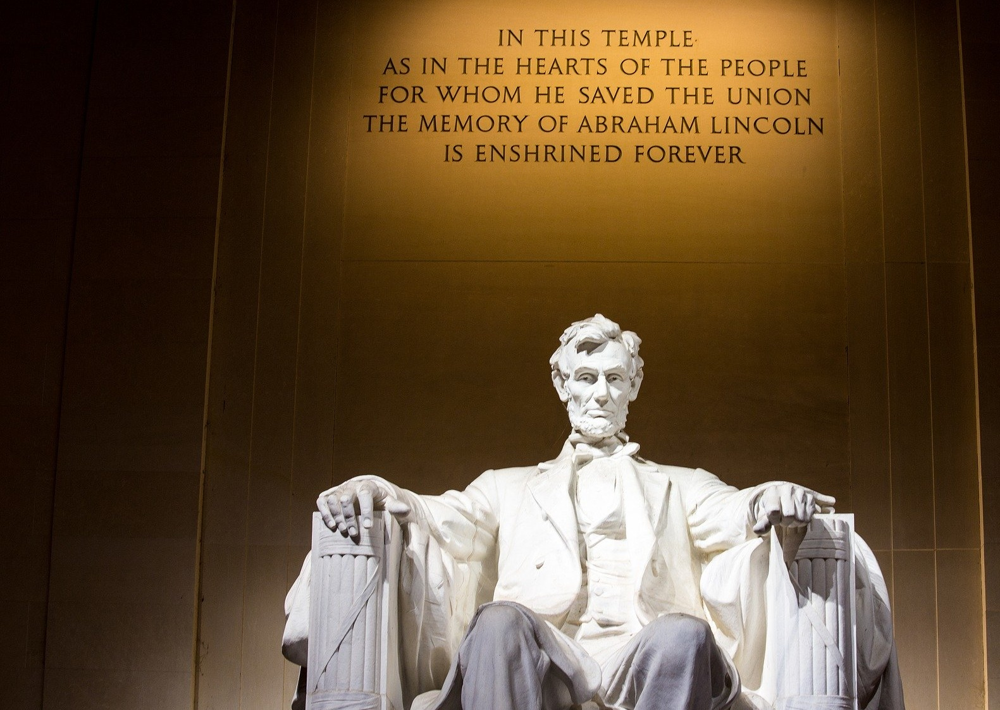 IN THIS TEMPLE
AS IN THE HEARTS OF THE PEOPLE
FOR WHOM HE SAVED THE UNION
THE MEMORY OF ABRAHAM LINCOLN
IS ENSHRINED FOREVER